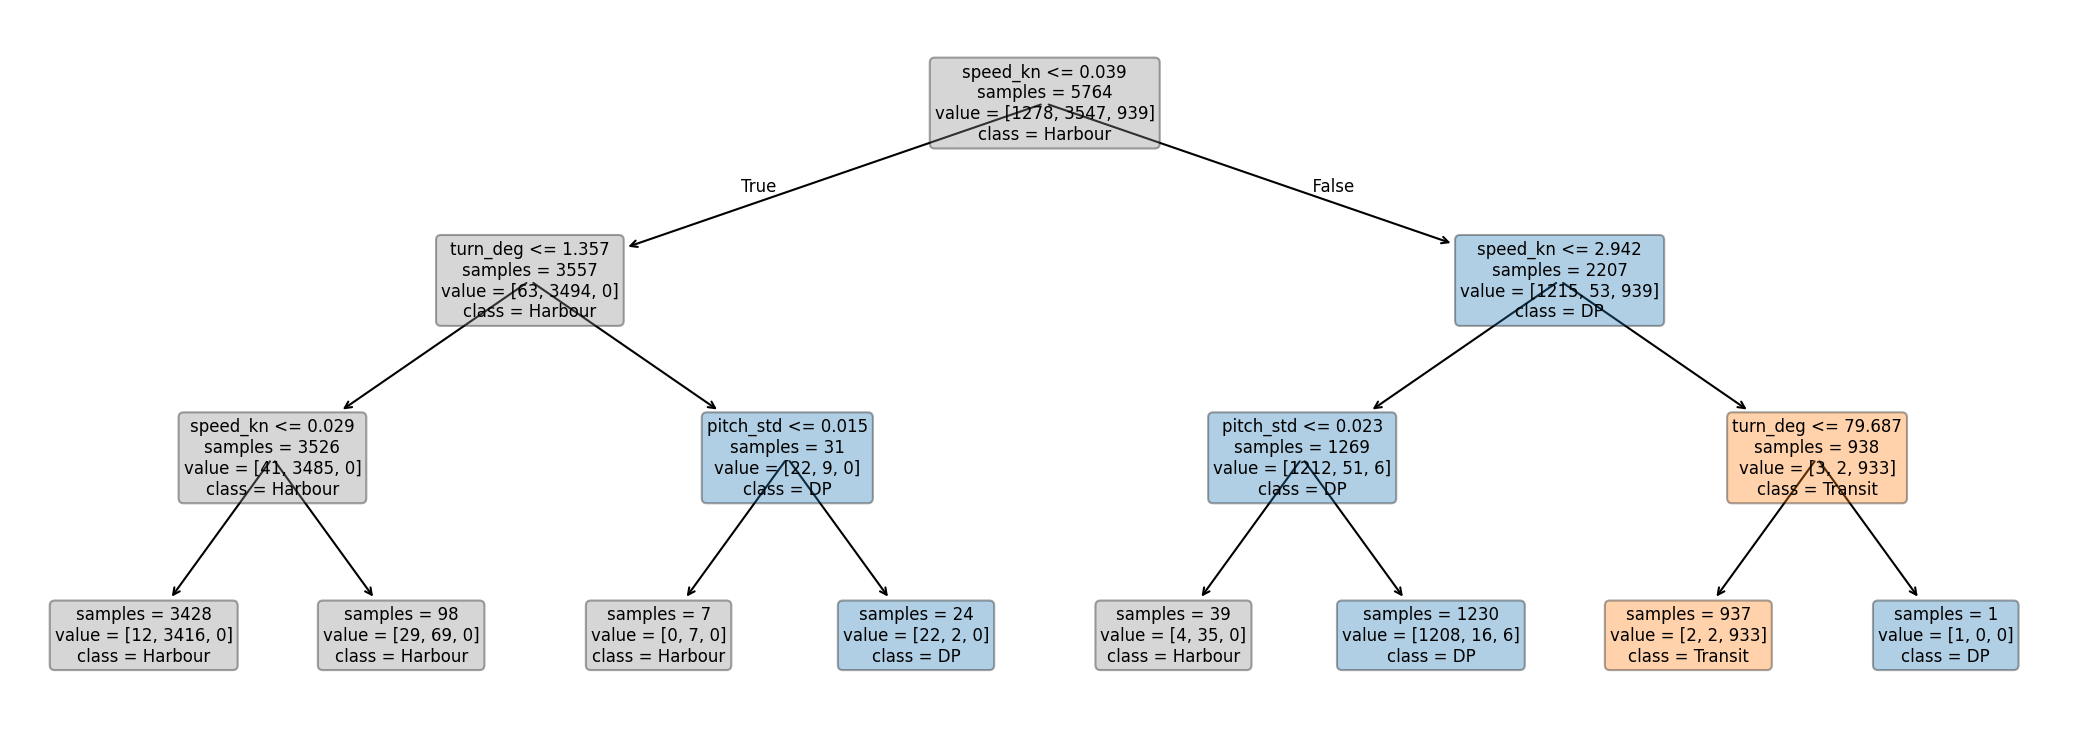 speed_kn <= 0.039
samples = 5764
value = [1278, 3547, 939]
class = Harbour
True
False
turn_deg <= 1.357
samples = 3557
value = [63, 3494, 0]
class = Harbour
speed_kn <= 2.942
samples = 2207
value = [1215, 53, 939]
class = DP
speed_kn <= 0.029
samples = 3526
value = [41, 3485, 0]
class = Harbour
pitch_std <= 0.015
samples = 31
value = [22, 9, 0]
class = DP
pitch_std <= 0.023
samples = 1269
value = [1212, 51, 6]
class = DP
turn_deg <= 79.687
samples = 938
value = [3, 2, 933]
class = Transit
samples = 3428
value = [12, 3416, 0]
class = Harbour
samples = 98
value = [29, 69, 0]
class = Harbour
samples = 7
value = [0, 7, 0]
class = Harbour
samples = 24
value = [22, 2, 0]
class = DP
samples = 39
value = [4, 35, 0]
class = Harbour
samples = 1230
value = [1208, 16, 6]
class = DP
samples = 937
value = [2, 2, 933]
class = Transit
samples = 1
value = [1, 0, 0]
class = DP